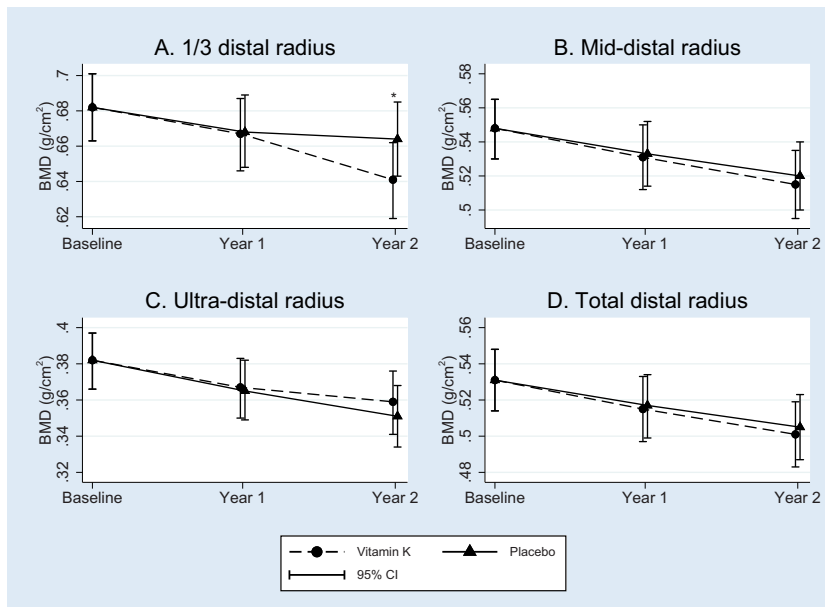 A. 1/3 distal radius
BMD (g/cm²)
.7
.68
.66
.64
.62
*
Baseline Year 1 Year 2
B. Mid-distal radius
BMD (g/cm²)
.58
.56
.54
.52
.5
Baseline Year 1 Year 2
C. Ultra-distal radius
BMD (g/cm²)
.4
.38
.36
.34
.32
Baseline Year 1 Year 2
D. Total distal radius
BMD (g/cm²)
.56
.54
.52
.5
.48
Baseline Year 1 Year 2
Vitamin K Placebo
95% CI